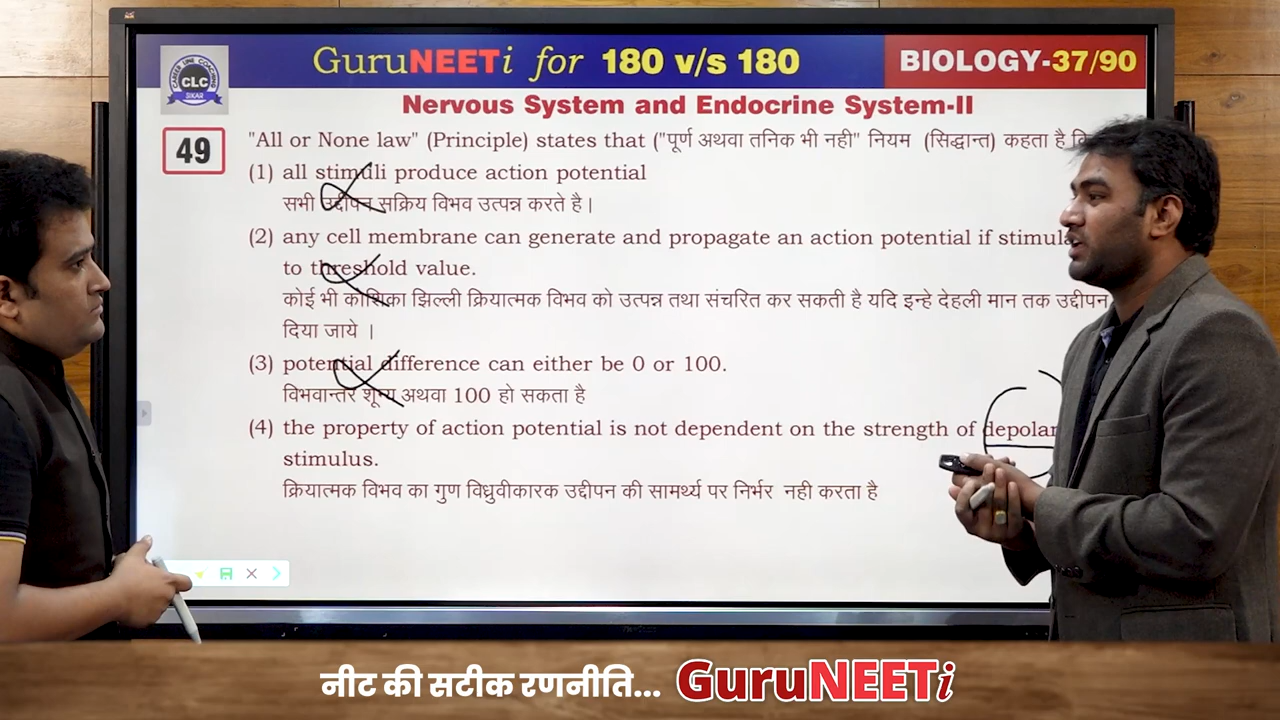 GuruNEETi for 180 v/s 180
BIOLOGY-37/90
CAREER LINE COACHING
CLC
SIKAR
Nervous System and Endocrine System-II
49
"All or None law" (Principle) states that ("पूर्ण अथवा तनिक भी नही" नियम (सिद्धान्त) कहता है
(1) all stimuli produce action potential
सभी उद्दीपन सक्रिय विभव उत्पन्न करते है।
(2) any cell membrane can generate and propagate an action potential if
to threshold value.
कोई भी कोशिका झिल्ली क्रियात्मक विभव को उत्पन्न तथा संचरित कर सकती है यदि इन्हे देहली मान तक उद्दीपन
दिया जाये ।
(3) potential difference can either be 0 or 100.
विभवान्तर शून्य अथवा 100 हो सकता है
(4) the property of action potential is not dependent on the strength of
stimulus.
क्रियात्मक विभव का गुण विध्रुवीकारक उद्दीपन की सामर्थ्य पर निर्भर नही करता है
नीट की सटीक रणनीति... GuruNEETi